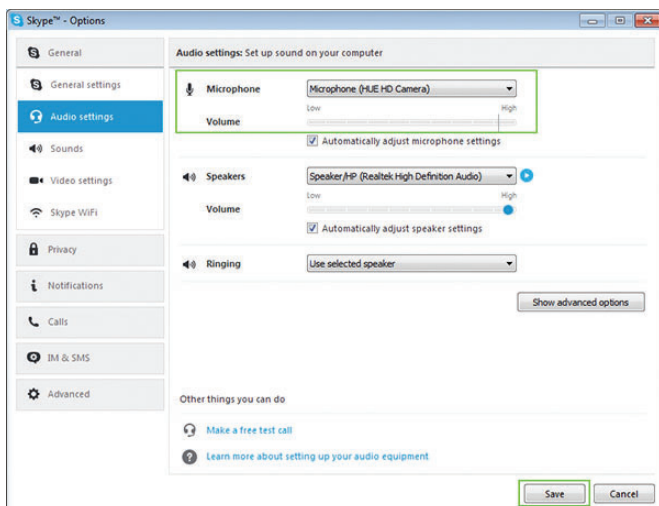 Skype™ - Options
General
General settings
Audio settings
Sounds
Video settings
Skype WiFi
Privacy
Notifications
Calls
IM & SMS
Advanced
Audio settings: Set up sound on your computer
Microphone Microphone (HUE HD Camera)
Low High
Volume
Automatically adjust microphone settings
Speakers Speaker/HP (Realtek High Definition Audio)
Low High
Volume
Automatically adjust speaker settings
Ringing Use selected speaker
Show advanced options
Other things you can do
Make a free test call
Learn more about setting up your audio equipment
Save Cancel